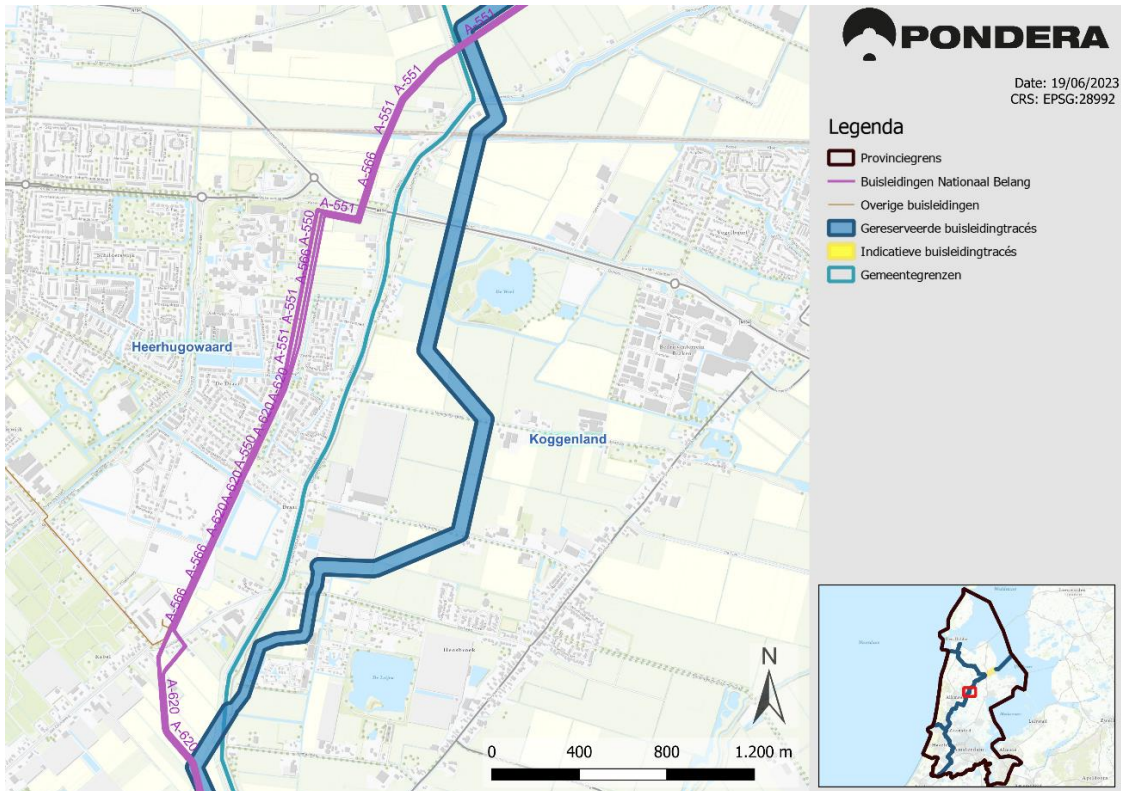 PONDERA
Date: 19/06/2023
CRS: EPSG:28992
Legenda
Provinciegrens
Buisleidingen Nationaal Belang
Overige buisleidingen
Gereserveerde buisleidingtracés
Indicatieve buisleidingtracés
Gemeentegrenzen
A-551
A-551
A-551
A-566
A-551
A-550
A-566
A-551
A-551
A-620
A-620
A-550
A-620
A-620
A-566
A-566
A-620
A-620
Heerhugowaard
Koggenland
N
0 400 800 1.200 m